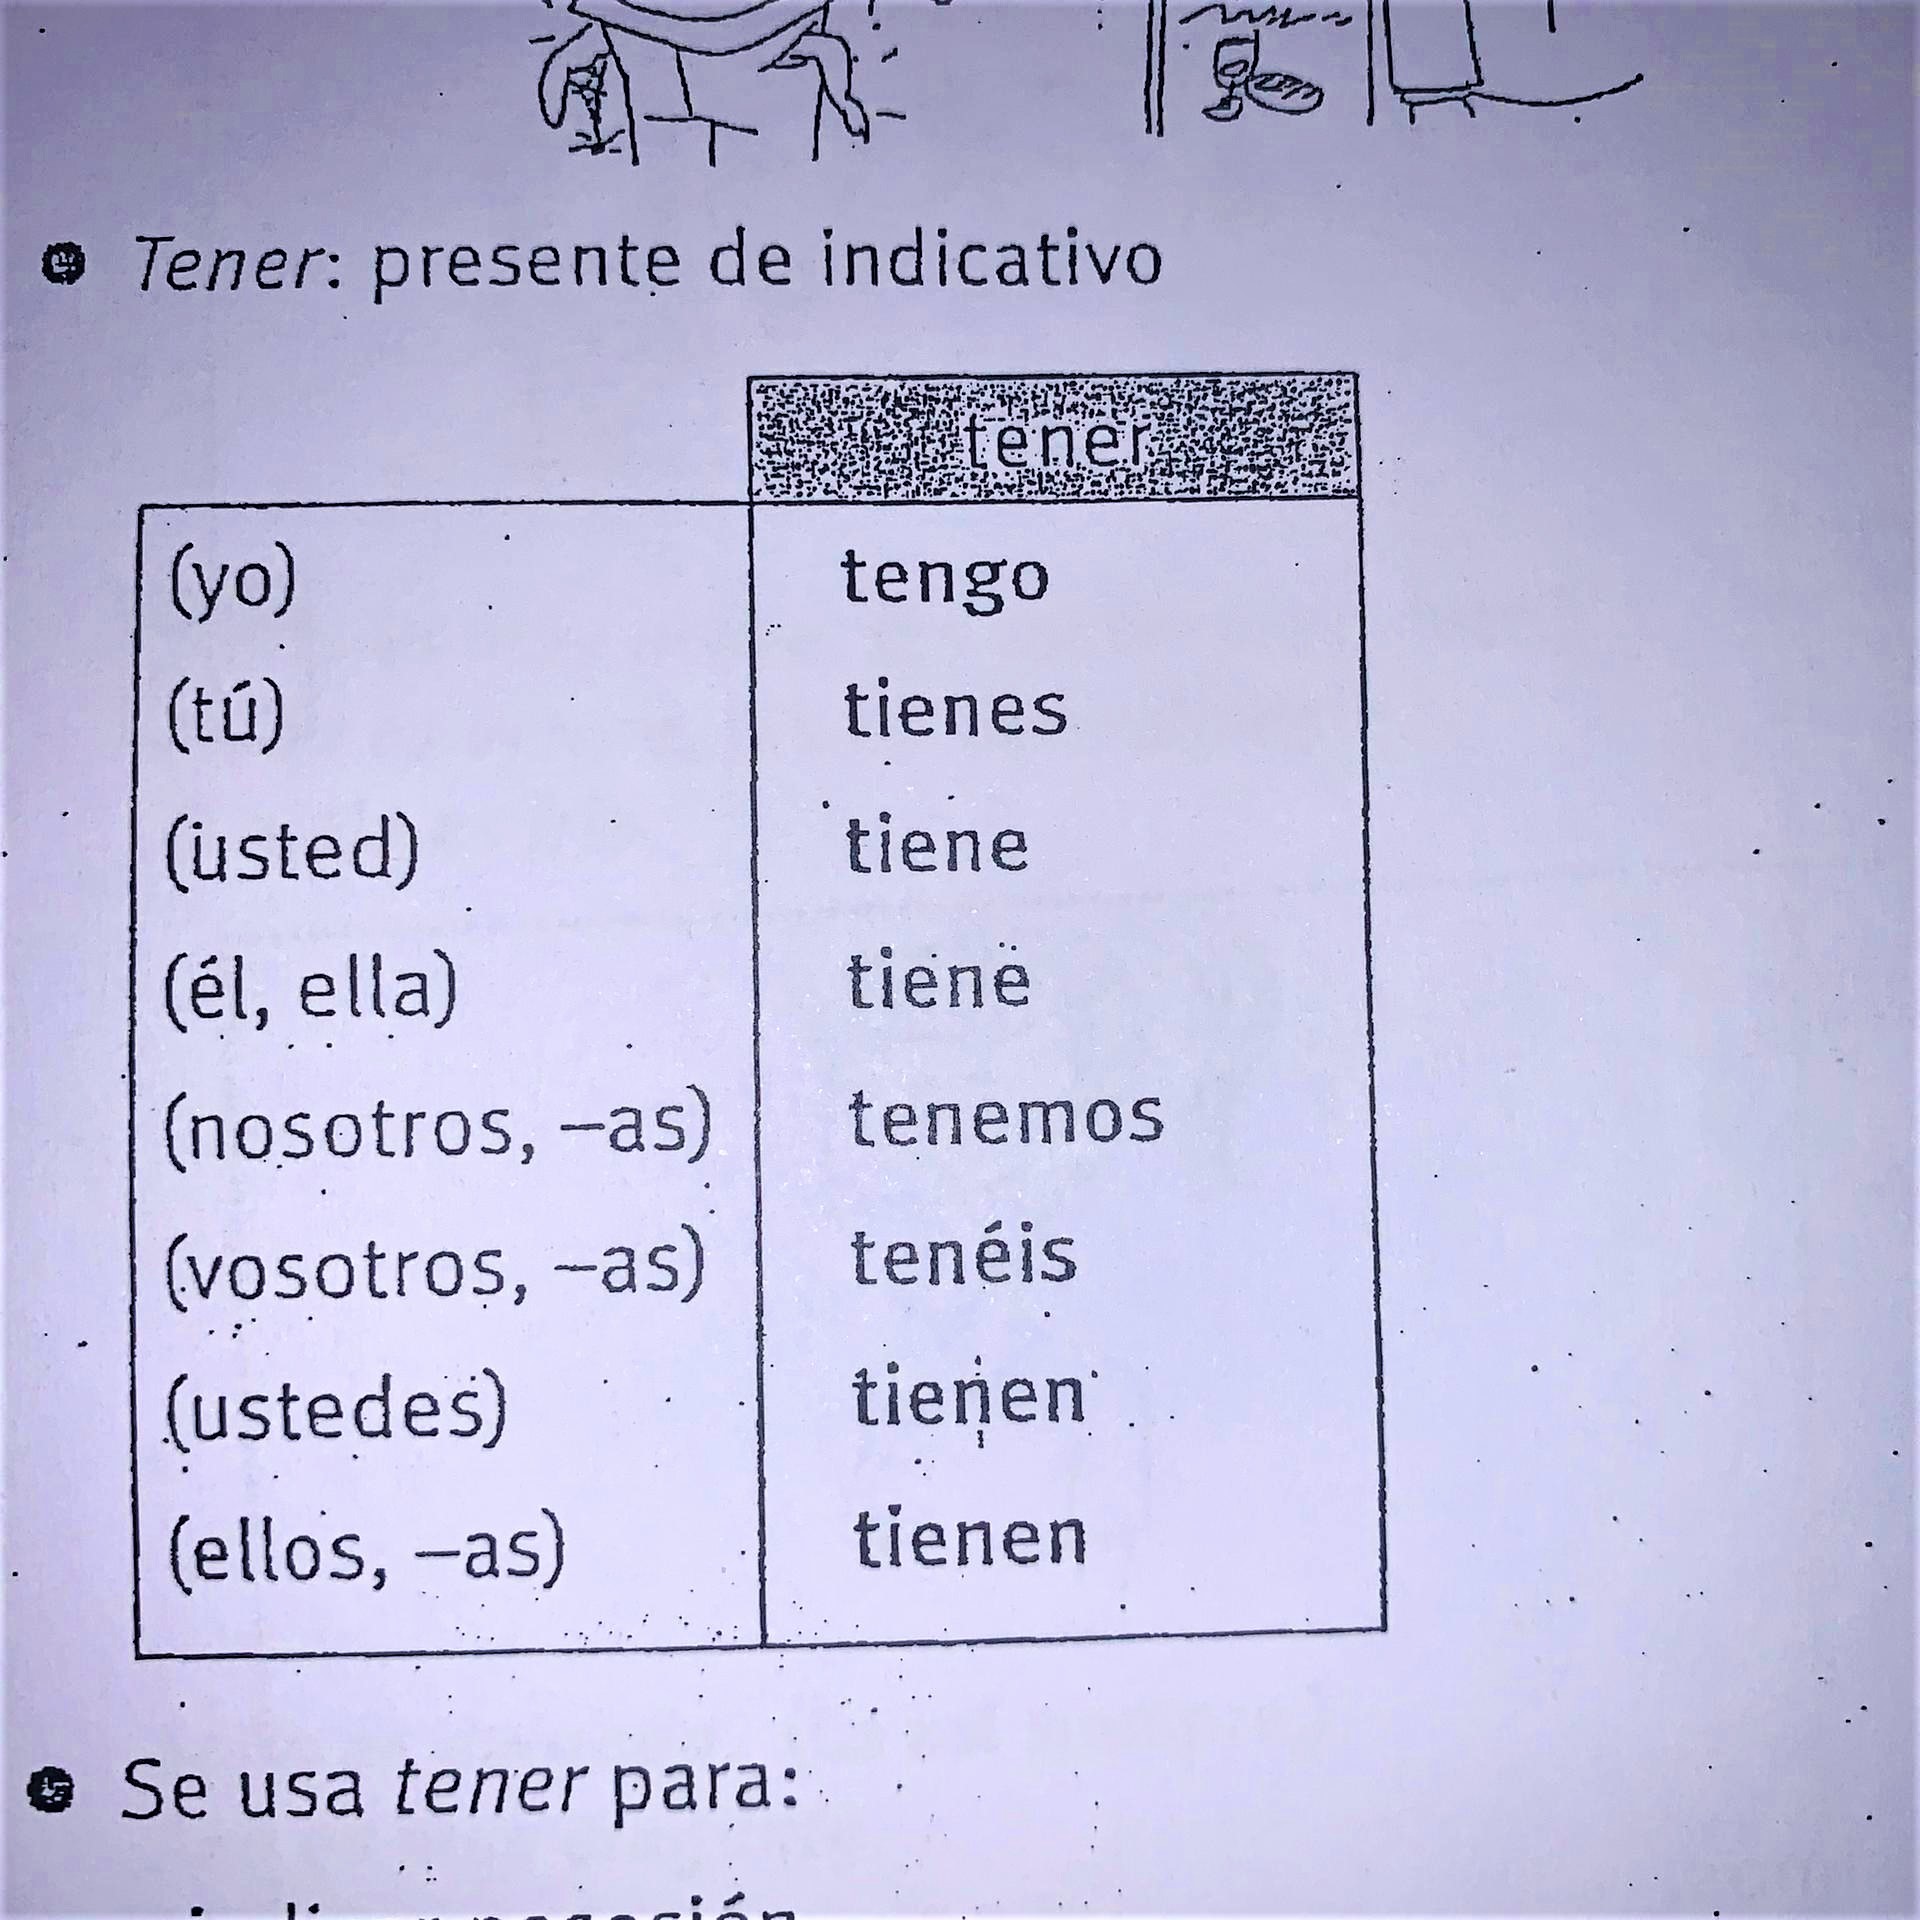 Tener: presente de indicativo
tener
(yo) tengo
(tú) tienes
(usted) tiene
(él, ella) tiene
(nosotros, –as) tenemos
(vosotros, –as) tenéis
(ustedes) tienen
(ellos, –as) tienen
Se usa tener para:
posesión